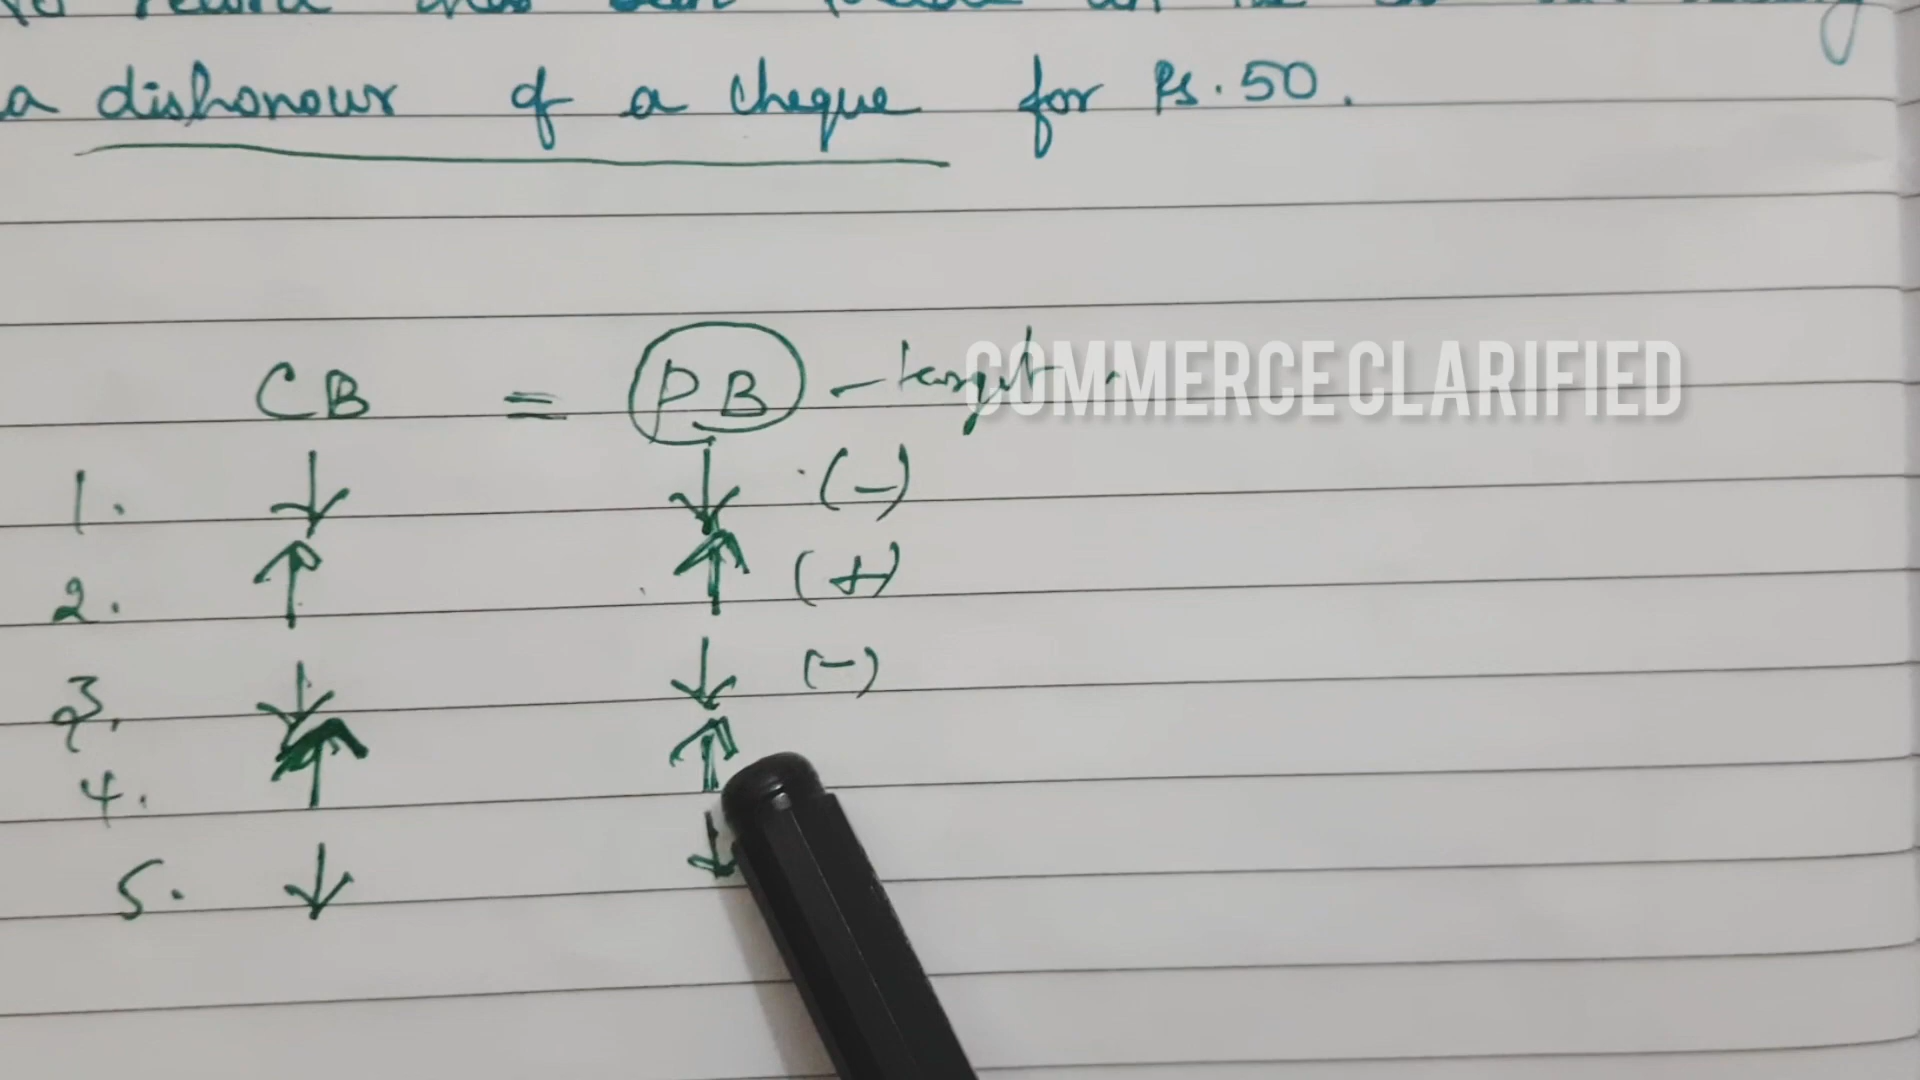 a dishonour of a cheque for Rs. 50.
CB = PB - target
COMMERCE CLARIFIED
1. ↓ ↓ (-)
2. ↑ ↑ (+)
3. ↓ ↓ (-)
4. ↑ ↑
5. ↓ ↓